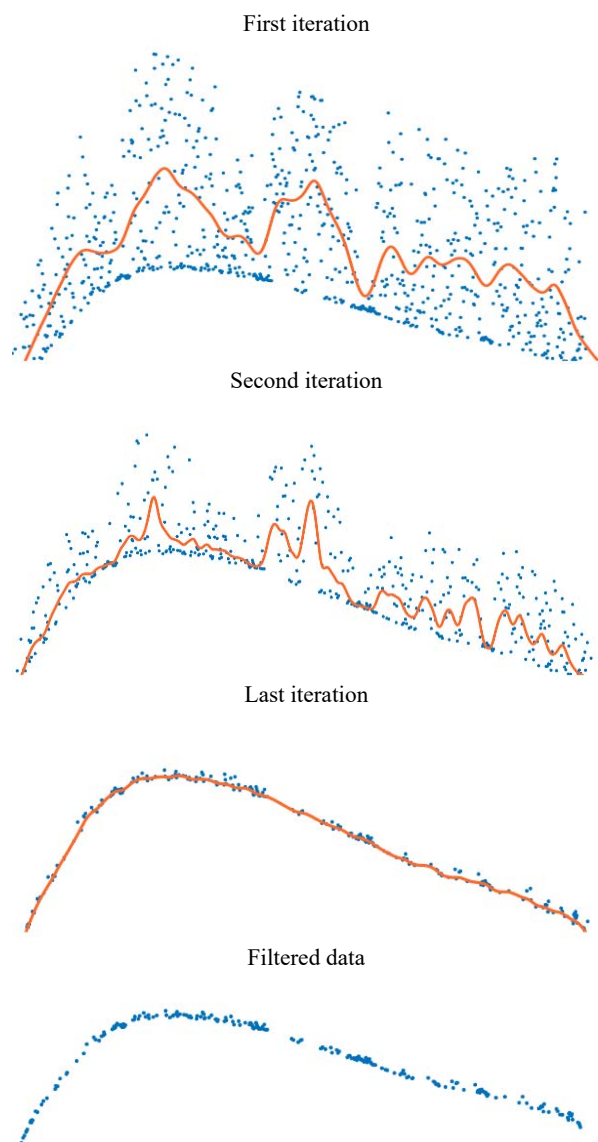 First iteration
Second iteration
Last iteration
Filtered data